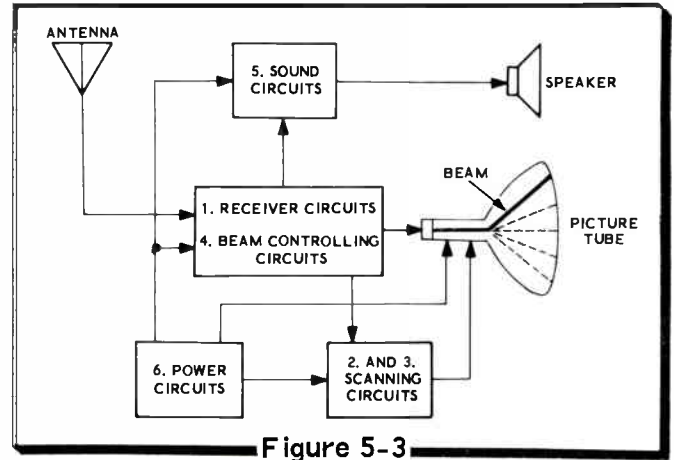 ANTENNA
5. SOUND
CIRCUITS
SPEAKER
BEAM
1. RECEIVER CIRCUITS
4. BEAM CONTROLLING
CIRCUITS
PICTURE
TUBE
6. POWER
CIRCUITS
2. AND 3.
SCANNING
CIRCUITS
Figure 5-3